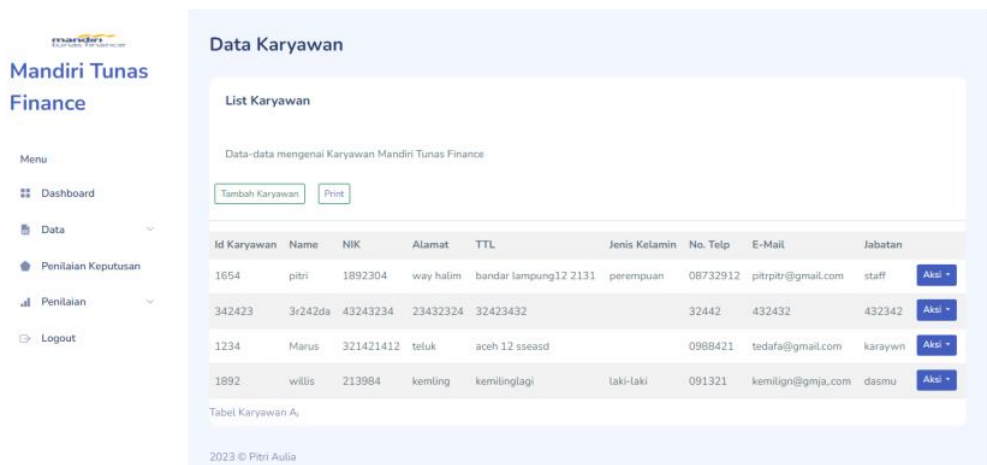 mandiri
tunas finance
Mandiri Tunas
Finance
Menu
Dashboard
Data
Penilaian Keputusan
Penilaian
Logout
Data Karyawan
List Karyawan
Data-data mengenai Karyawan Mandiri Tunas Finance
Tambah Karyawan Print
Id Karyawan Name NIK Alamat TTL Jenis Kelamin No. Telp E-Mail Jabatan
1654 pitri 1892304 way halim bandar lampung12 2131 perempuan 08732912 pitrpitr@gmail.com staff Aksi
342423 3r242da 43243234 23432324 32423432 32442 432432 432342 Aksi
1234 Marus 321421412 teluk aceh 12 sseasd 0988421 tedafa@gmail.com karaywn Aksi
1892 willis 213984 kemling kemilinglagi laki-laki 091321 kemilign@gmja,.com dasmu Aksi
Tabel Karyawan A,
2023 © Pitri Aulia